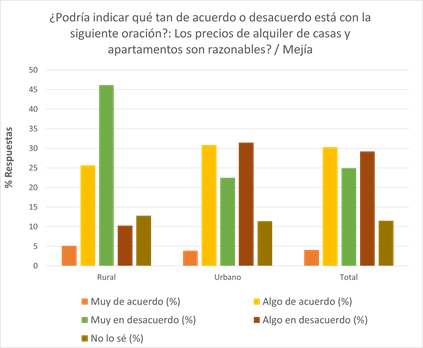 ¿Podría indicar qué tan de acuerdo o desacuerdo está con la
siguiente oración?: Los precios de alquiler de casas y
apartamentos son razonables? / Mejía
% Respuestas
50
45
40
35
30
25
20
15
10
5
0
Rural
Urbano
Total
Muy de acuerdo (%)
Algo de acuerdo (%)
Muy en desacuerdo (%)
Algo en desacuerdo (%)
No lo sé (%)